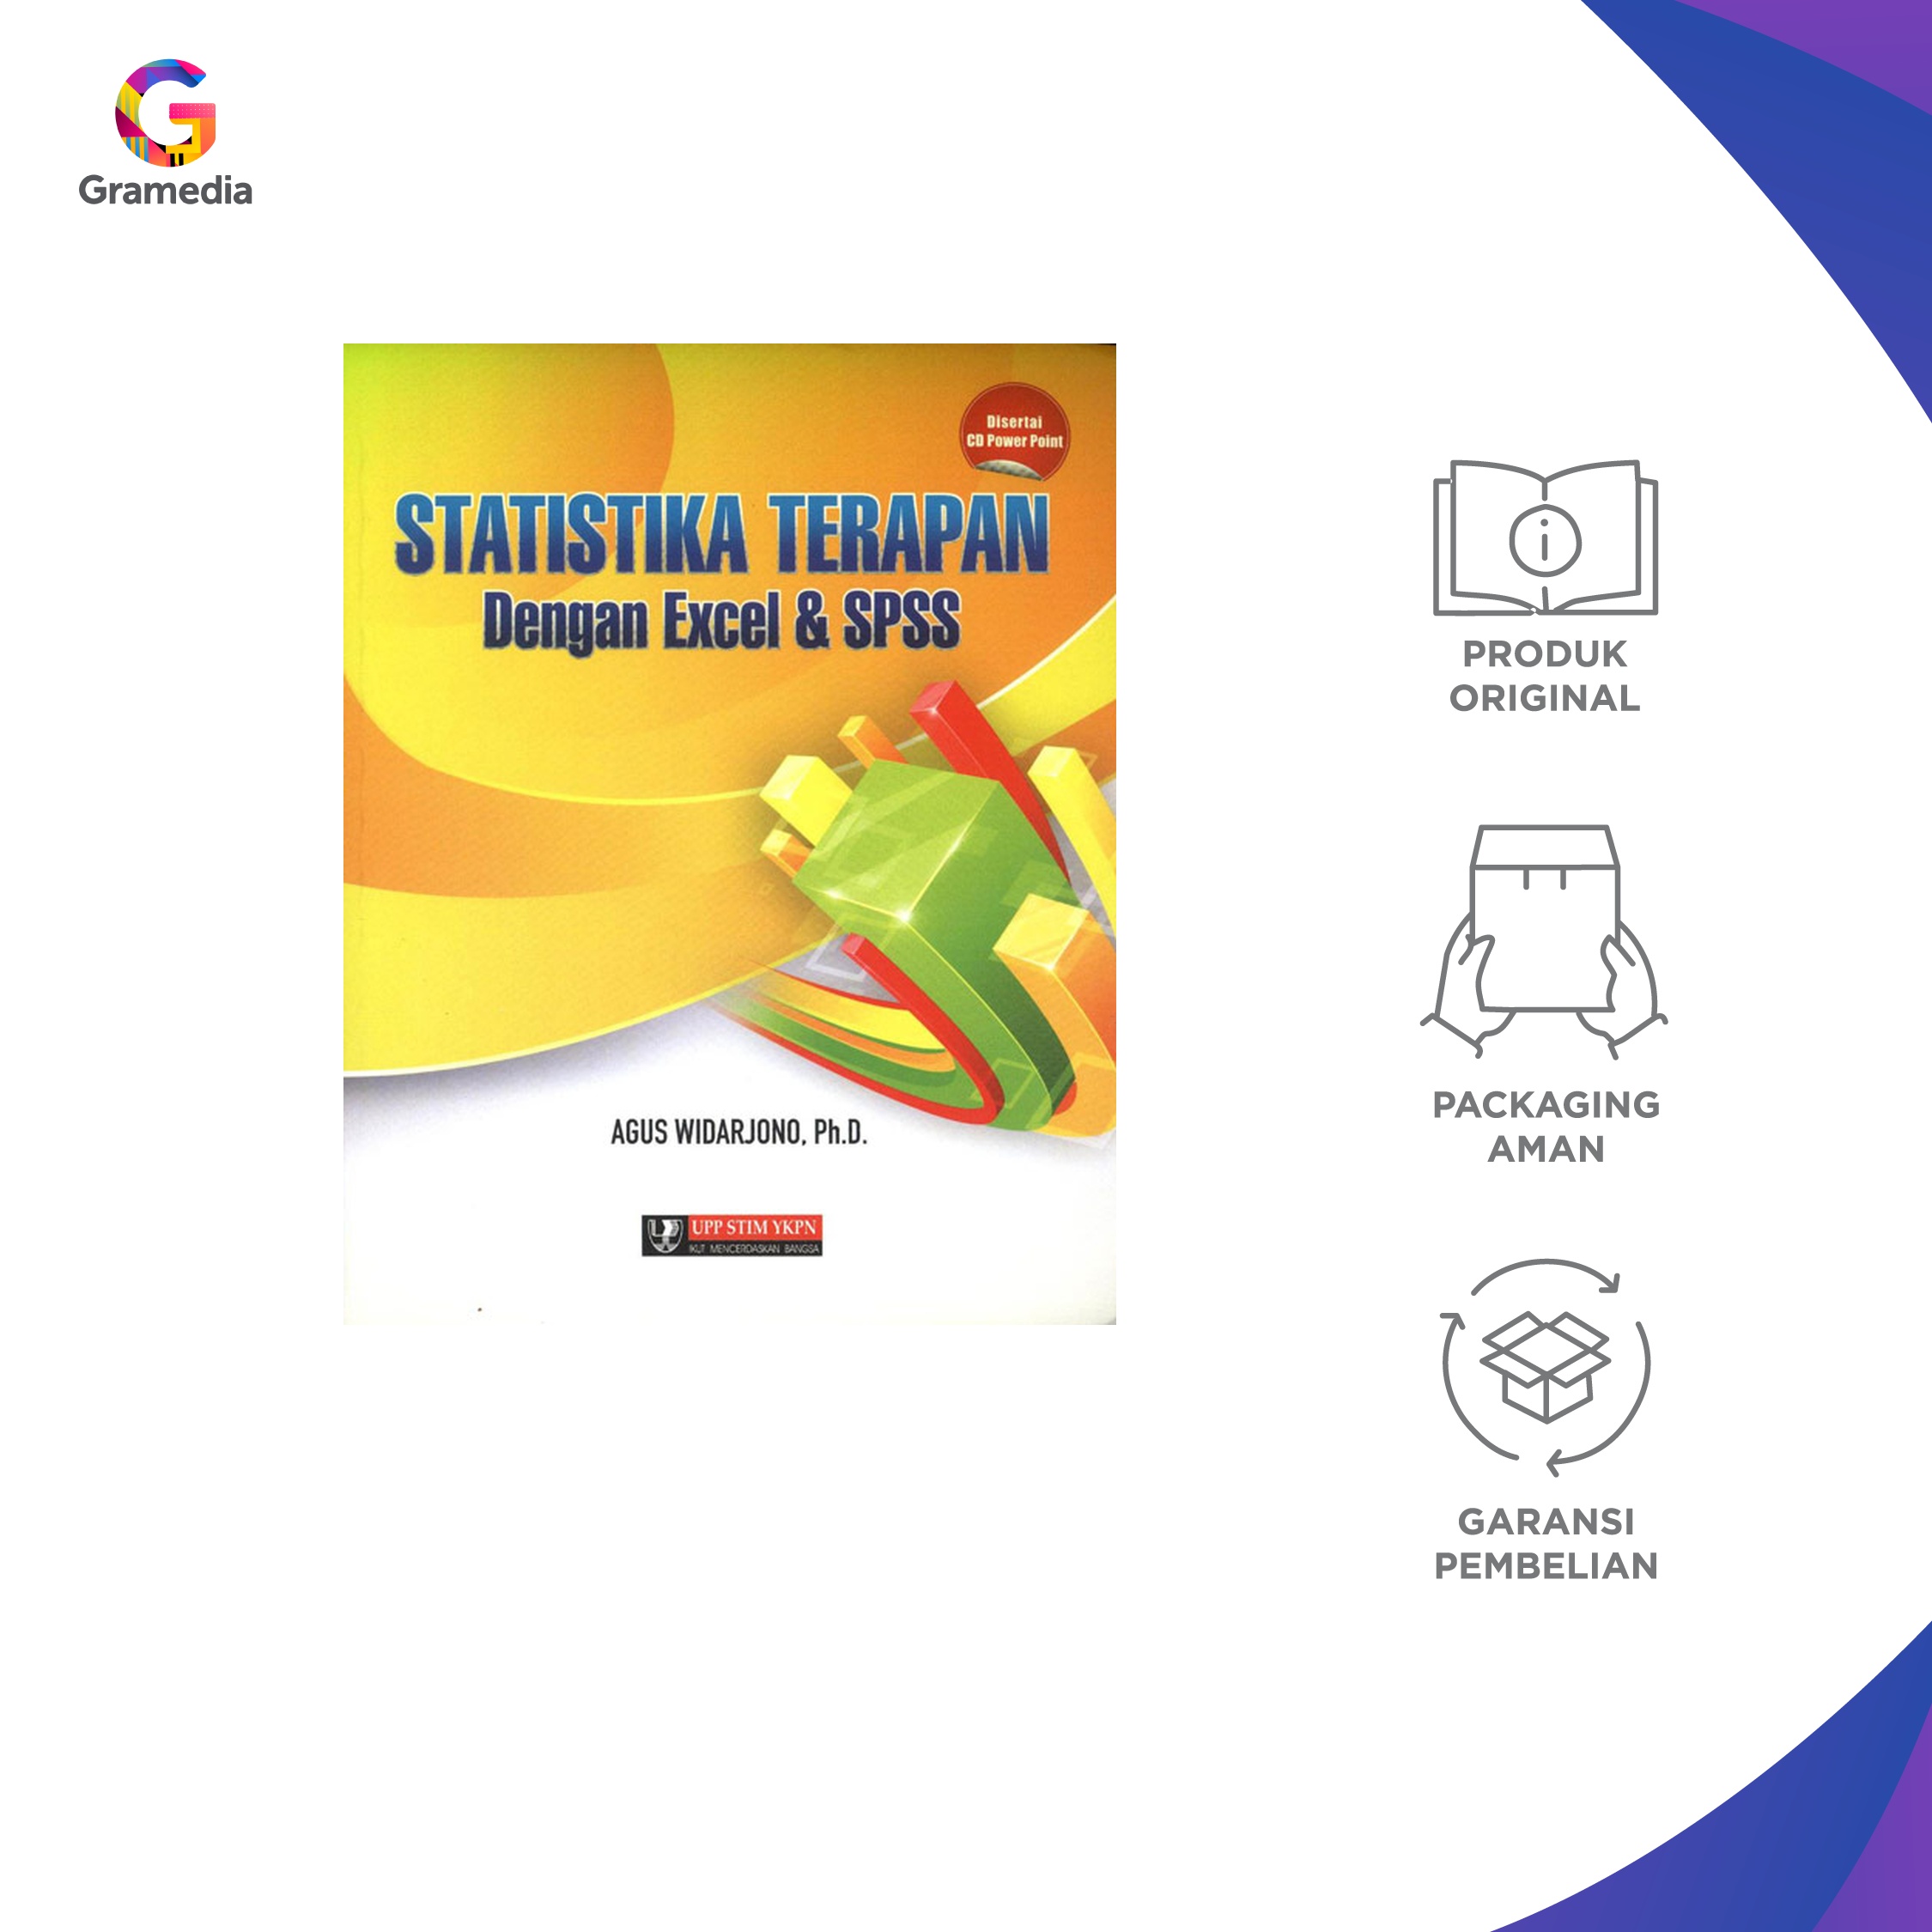 Gramedia
Disertai
CD Power Point
STATISTIKA TERAPAN
Dengan Excel & SPSS
AGUS WIDARJONO, Ph.D.
UPP STIM YKPN
IKUT MENCERDASKAN BANGSA
PRODUK
ORIGINAL
PACKAGING
AMAN
GARANSI
PEMBELIAN